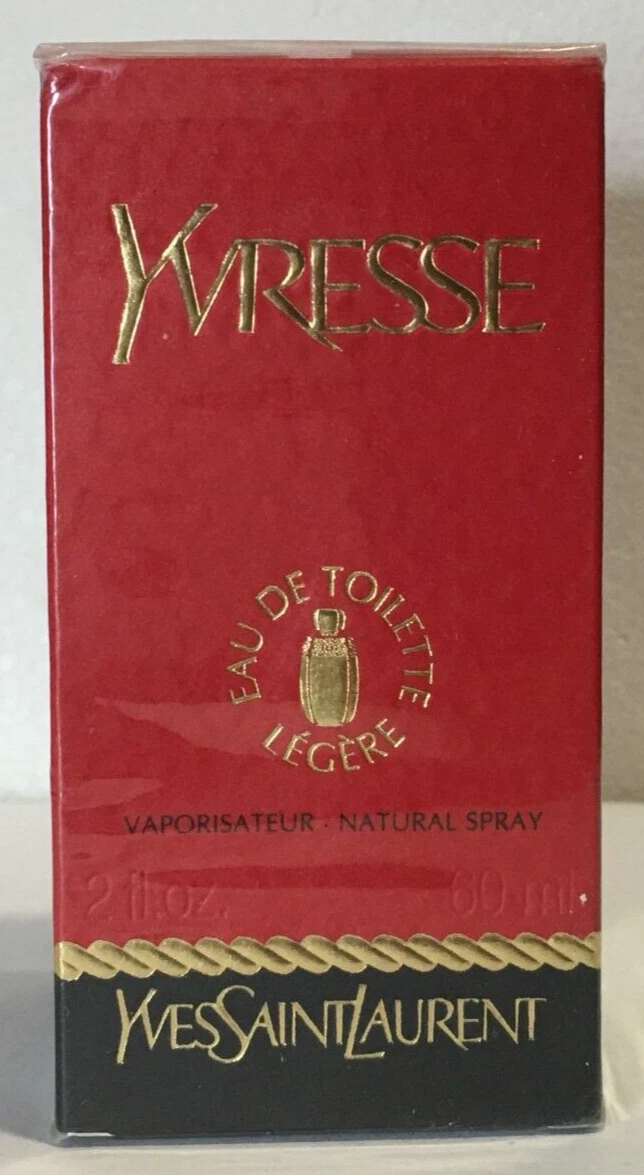 YVRESSE
EAU DE TOILETTE
LÉGÈRE
VAPORISATEUR · NATURAL SPRAY
2 fl.oz. 60 ml
YVESSAINTLAURENT